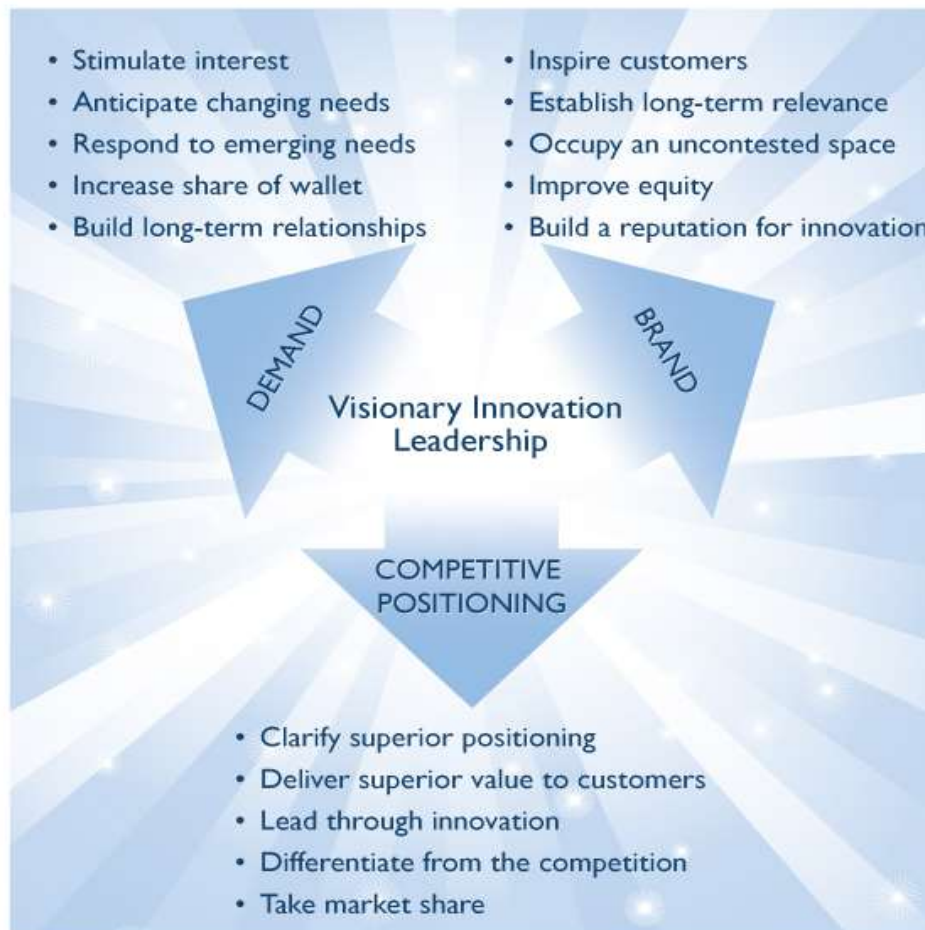 • Stimulate interest
• Anticipate changing needs
• Respond to emerging needs
• Increase share of wallet
• Build long-term relationships
• Inspire customers
• Establish long-term relevance
• Occupy an uncontested space
• Improve equity
• Build a reputation for innovation
DEMAND
BRAND
Visionary Innovation
Leadership
COMPETITIVE
POSITIONING
• Clarify superior positioning
• Deliver superior value to customers
• Lead through innovation
• Differentiate from the competition
• Take market share